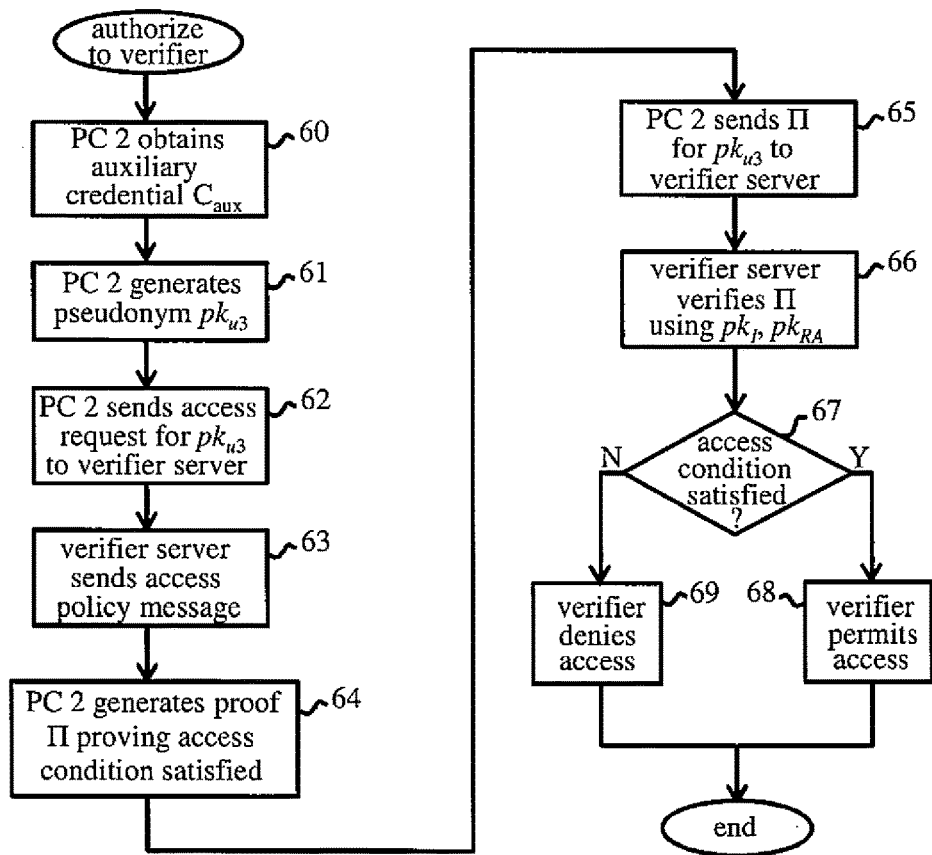 authorize
to verifier
60
PC 2 obtains
auxiliary
credential C_aux
61
PC 2 generates
pseudonym pk_u3
62
PC 2 sends access
request for pk_u3
to verifier server
63
verifier server
sends access
policy message
64
PC 2 generates proof
Π proving access
condition satisfied
65
PC 2 sends Π
for pk_u3 to
verifier server
66
verifier server
verifies Π
using pk_I, pk_RA
67
access
condition
satisfied
?
N
Y
69
verifier
denies
access
68
verifier
permits
access
end